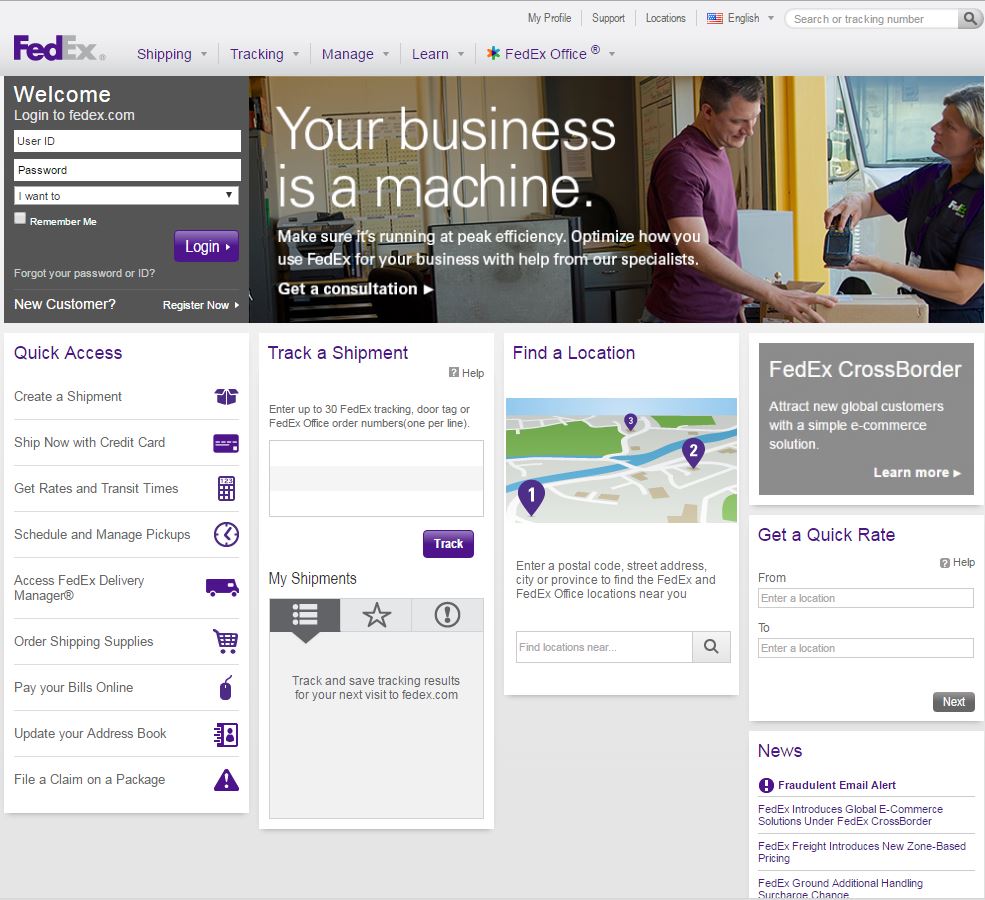 My Profile
Support
Locations
English
Search or tracking number
FedEx®
Shipping
Tracking
Manage
Learn
FedEx Office ®
Welcome
Login to fedex.com
User ID
Password
I want to
Remember Me
Login
Forgot your password or ID?
New Customer?
Register Now
Your business
is a machine.
Make sure it's running at peak efficiency. Optimize how you
use FedEx for your business with help from our specialists.
Get a consultation
FedEx
Quick Access
Create a Shipment
Ship Now with Credit Card
Get Rates and Transit Times
123
Schedule and Manage Pickups
Access FedEx Delivery
Manager®
Order Shipping Supplies
Pay your Bills Online
Update your Address Book
File a Claim on a Package
Track a Shipment
? Help
Enter up to 30 FedEx tracking, door tag or
FedEx Office order numbers(one per line).
Track
My Shipments
Track and save tracking results
for your next visit to fedex.com
Find a Location
3
2
1
Enter a postal code, street address,
city or province to find the FedEx and
FedEx Office locations near you
Find locations near...
FedEx CrossBorder
Attract new global customers
with a simple e-commerce
solution.
Learn more
Get a Quick Rate
? Help
From
Enter a location
To
Enter a location
Next
News
Fraudulent Email Alert
FedEx Introduces Global E-Commerce
Solutions Under FedEx CrossBorder
FedEx Freight Introduces New Zone-Based
Pricing
FedEx Ground Additional Handling
Surcharge Change